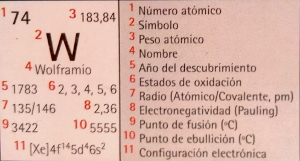 1 74 3 183,84
2 W
4 Wolframio
5 1783 6 2, 3, 4, 5, 6
7 135/146 8 2,36
9 3422 10 5555
11 [Xe]4f¹⁴5d⁴6s²
1 Número atómico
2 Símbolo
3 Peso atómico
4 Nombre
5 Año del descubrimiento
6 Estados de oxidación
7 Radio (Atómico/Covalente, pm)
8 Electronegatividad (Pauling)
9 Punto de fusión (ºC)
10 Punto de ebullición (ºC)
11 Configuración electrónica